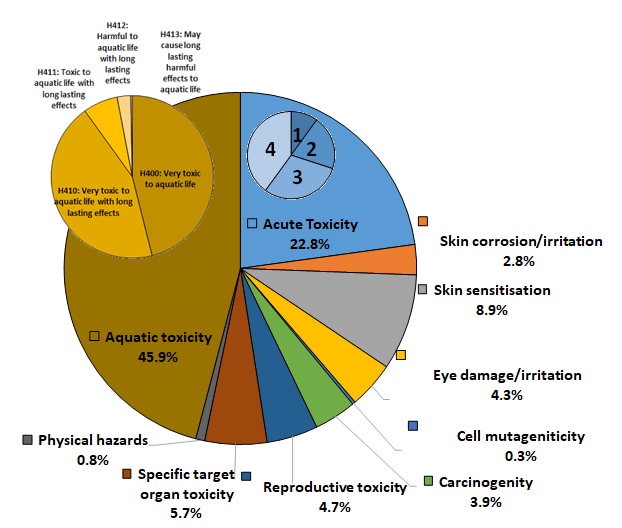 H412:
Harmful to
aquatic life
with long
lasting
effects
H413: May
cause long
lasting
harmful
effects to
aquatic life
H411: Toxic to
aquatic life with
long lasting
effects
H400: Very toxic
to aquatic life
H410: Very toxic to
aquatic life with long
lasting effects
1
2
3
4
Acute Toxicity
22.8%
Skin corrosion/irritation
2.8%
Skin sensitisation
8.9%
Eye damage/irritation
4.3%
Cell mutageniticity
0.3%
Carcinogenity
3.9%
Reproductive toxicity
4.7%
Specific target
organ toxicity
5.7%
Physical hazards
0.8%
Aquatic toxicity
45.9%